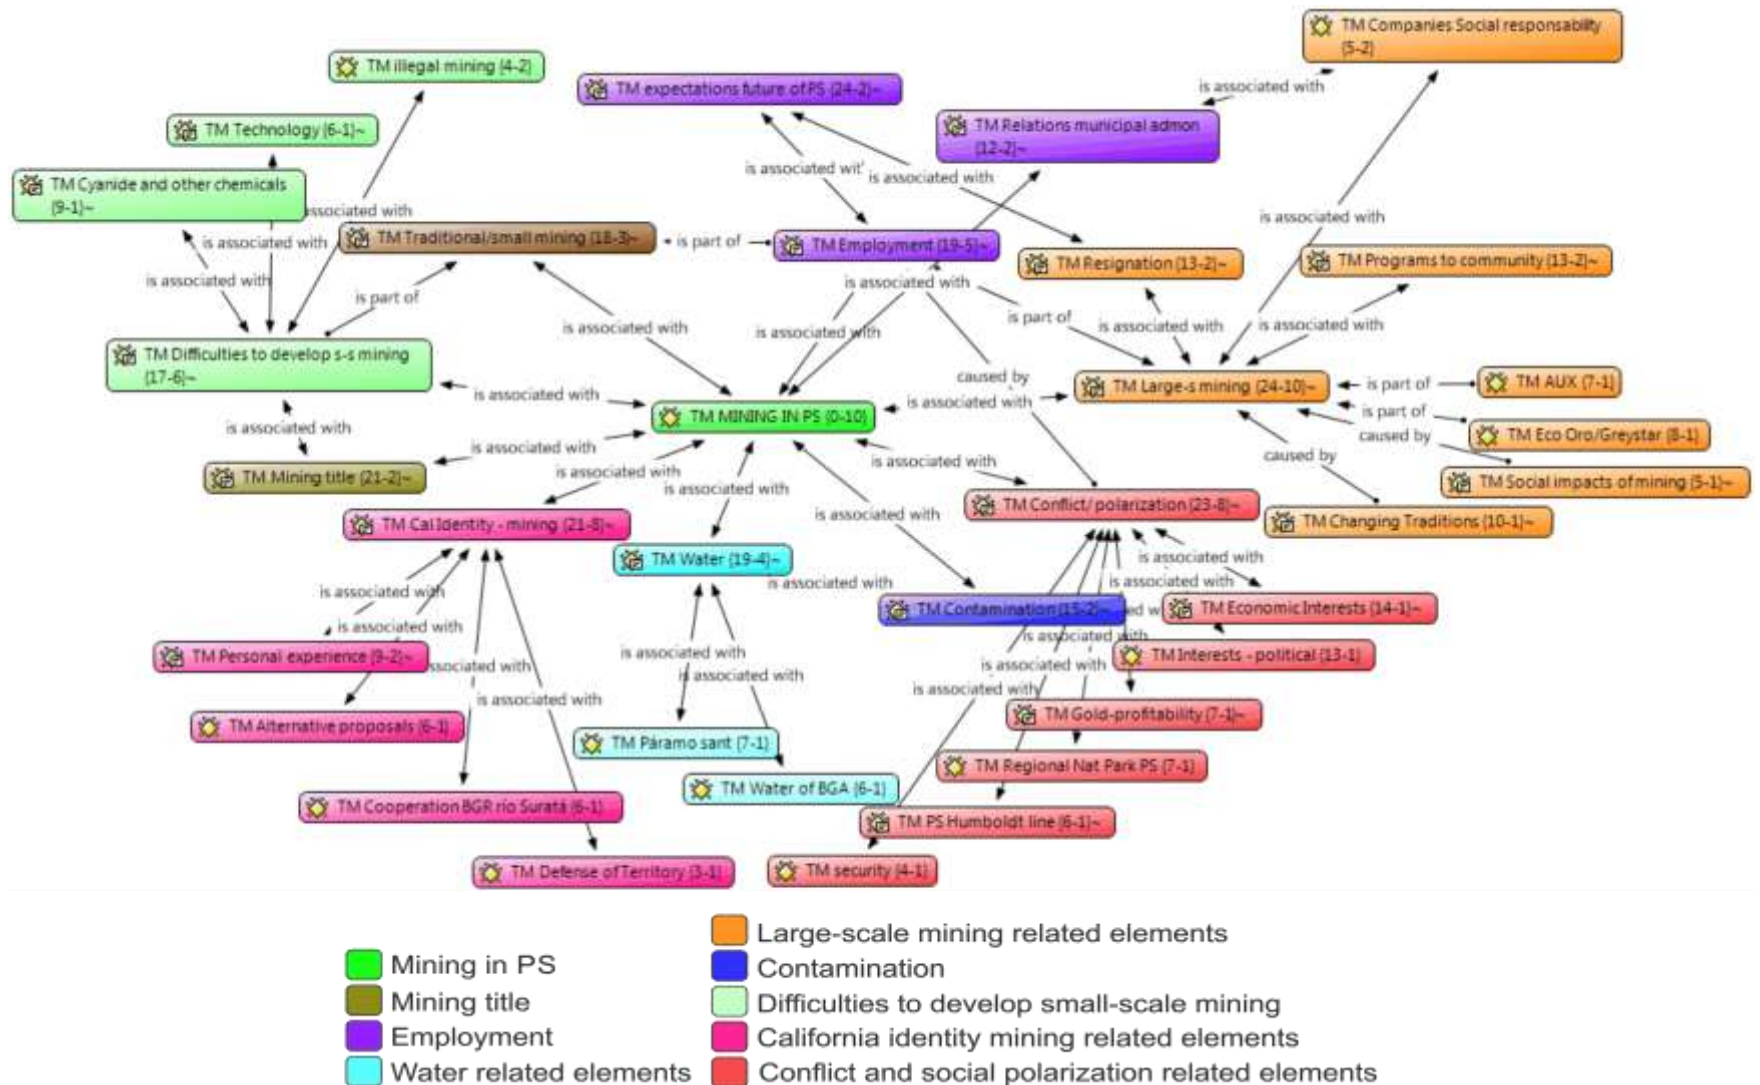 TM Companies Social responsability
(5-2)
TM illegal mining (4-2)
TM expectations future of PS (24-2)~
is associated with
TM Technology (6-1)~
TM Relations municipal admon
(12-2)~
TM Cyanide and other chemicals
(9-1)~
is associated wit
is associated with
associated with
is associated with
TM Traditional/small mining (18-3)~
is part of
TM Employment (19-5)~
is associated with
TM Resignation (13-2)~
TM Programs to community (13-2)~
is associated with
is associated with
is part of
is associated with
is associated with
is part of
is associated with
is associated with
TM Difficulties to develop s-s mining
(17-6)~
caused by
TM Large-s mining (24-10)~
is part of
TM AUX (7-1)
is associated with
TM MINING IN PS (0-10)
is associated with
is part of
is associated with
caused by
TM Eco Oro/Greystar (8-1)
is associated with
is associated with
is associated with
caused by
TM Mining title (21-2)~
is associated with
TM Social impacts of mining (5-1)~
TM Conflict/ polarization (23-8)~
is associated with
TM Cal Identity - mining (21-8)~
TM Changing Traditions (10-1)~
TM Water (19-4)~
is associated with
is associated with
is associated with
is associated with
TM Contamination (15-2)~
ed w
TM Economic Interests (14-1)~
is associated with
is associated with
TM Personal experience (9-2)~
is associated with
TM Interests - political (13-1)
ssociated with
is associated with
is associated with
is associated with
is associated with
TM Gold-profitability (7-1)~
TM Alternative proposals (6-1)
TM Páramo sant (7-1)
TM Regional Nat Park PS (7-1)
TM Water of BGA (6-1)
TM Cooperation BGR río Suratá (6-1)
TM PS Humboldt line (6-1)~
TM Defense of Territory (3-1)
TM security (4-1)
Mining in PS
Mining title
Employment
Water related elements
Large-scale mining related elements
Contamination
Difficulties to develop small-scale mining
California identity mining related elements
Conflict and social polarization related elements